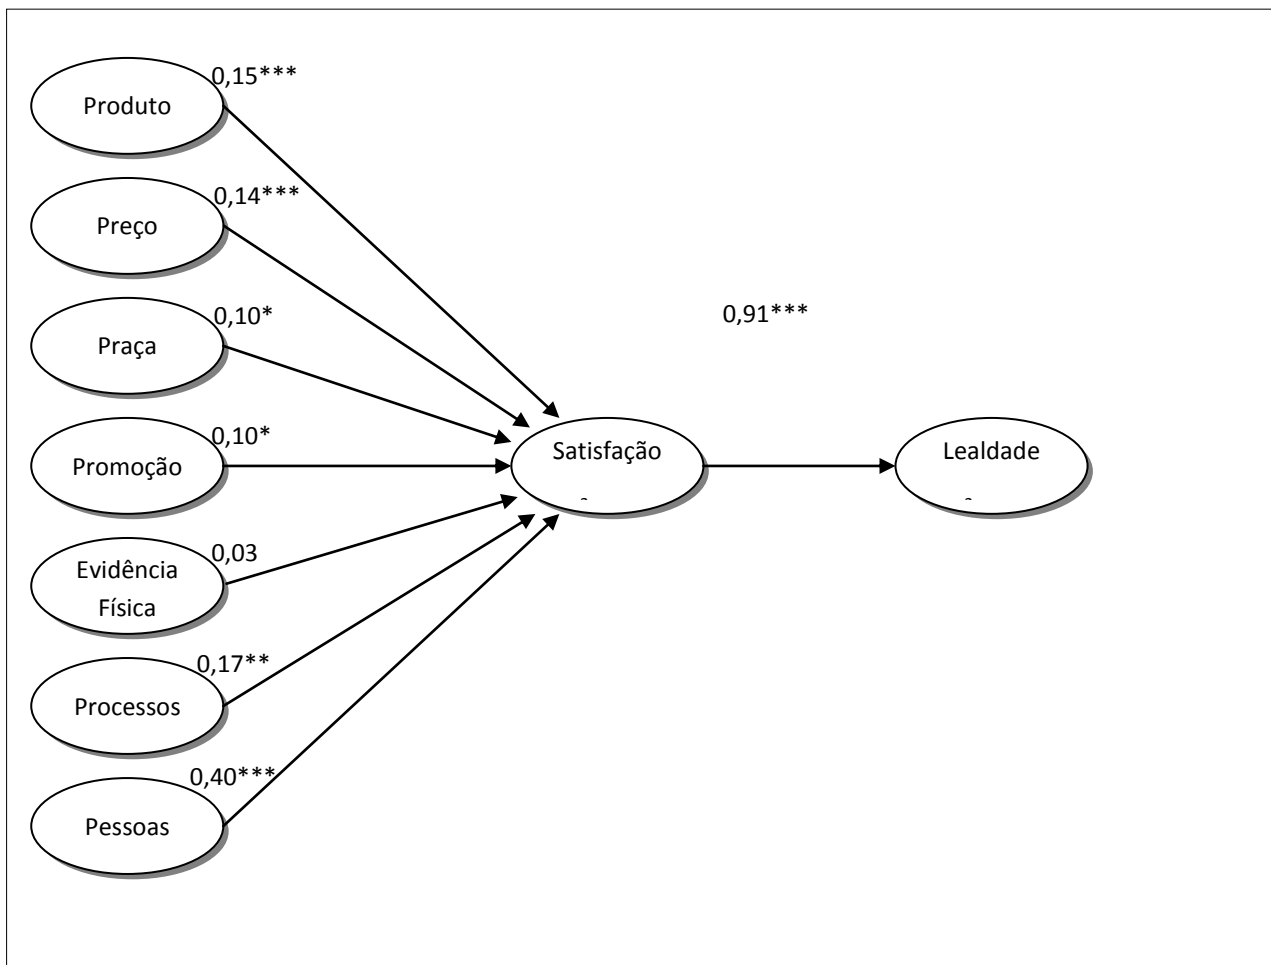 0,15***
Produto
0,14***
Preço
0,10*
Praça
0,91***
0,10*
Promoção
Satisfação
Lealdade
0,03
Evidência
Física
0,17**
Processos
0,40***
Pessoas